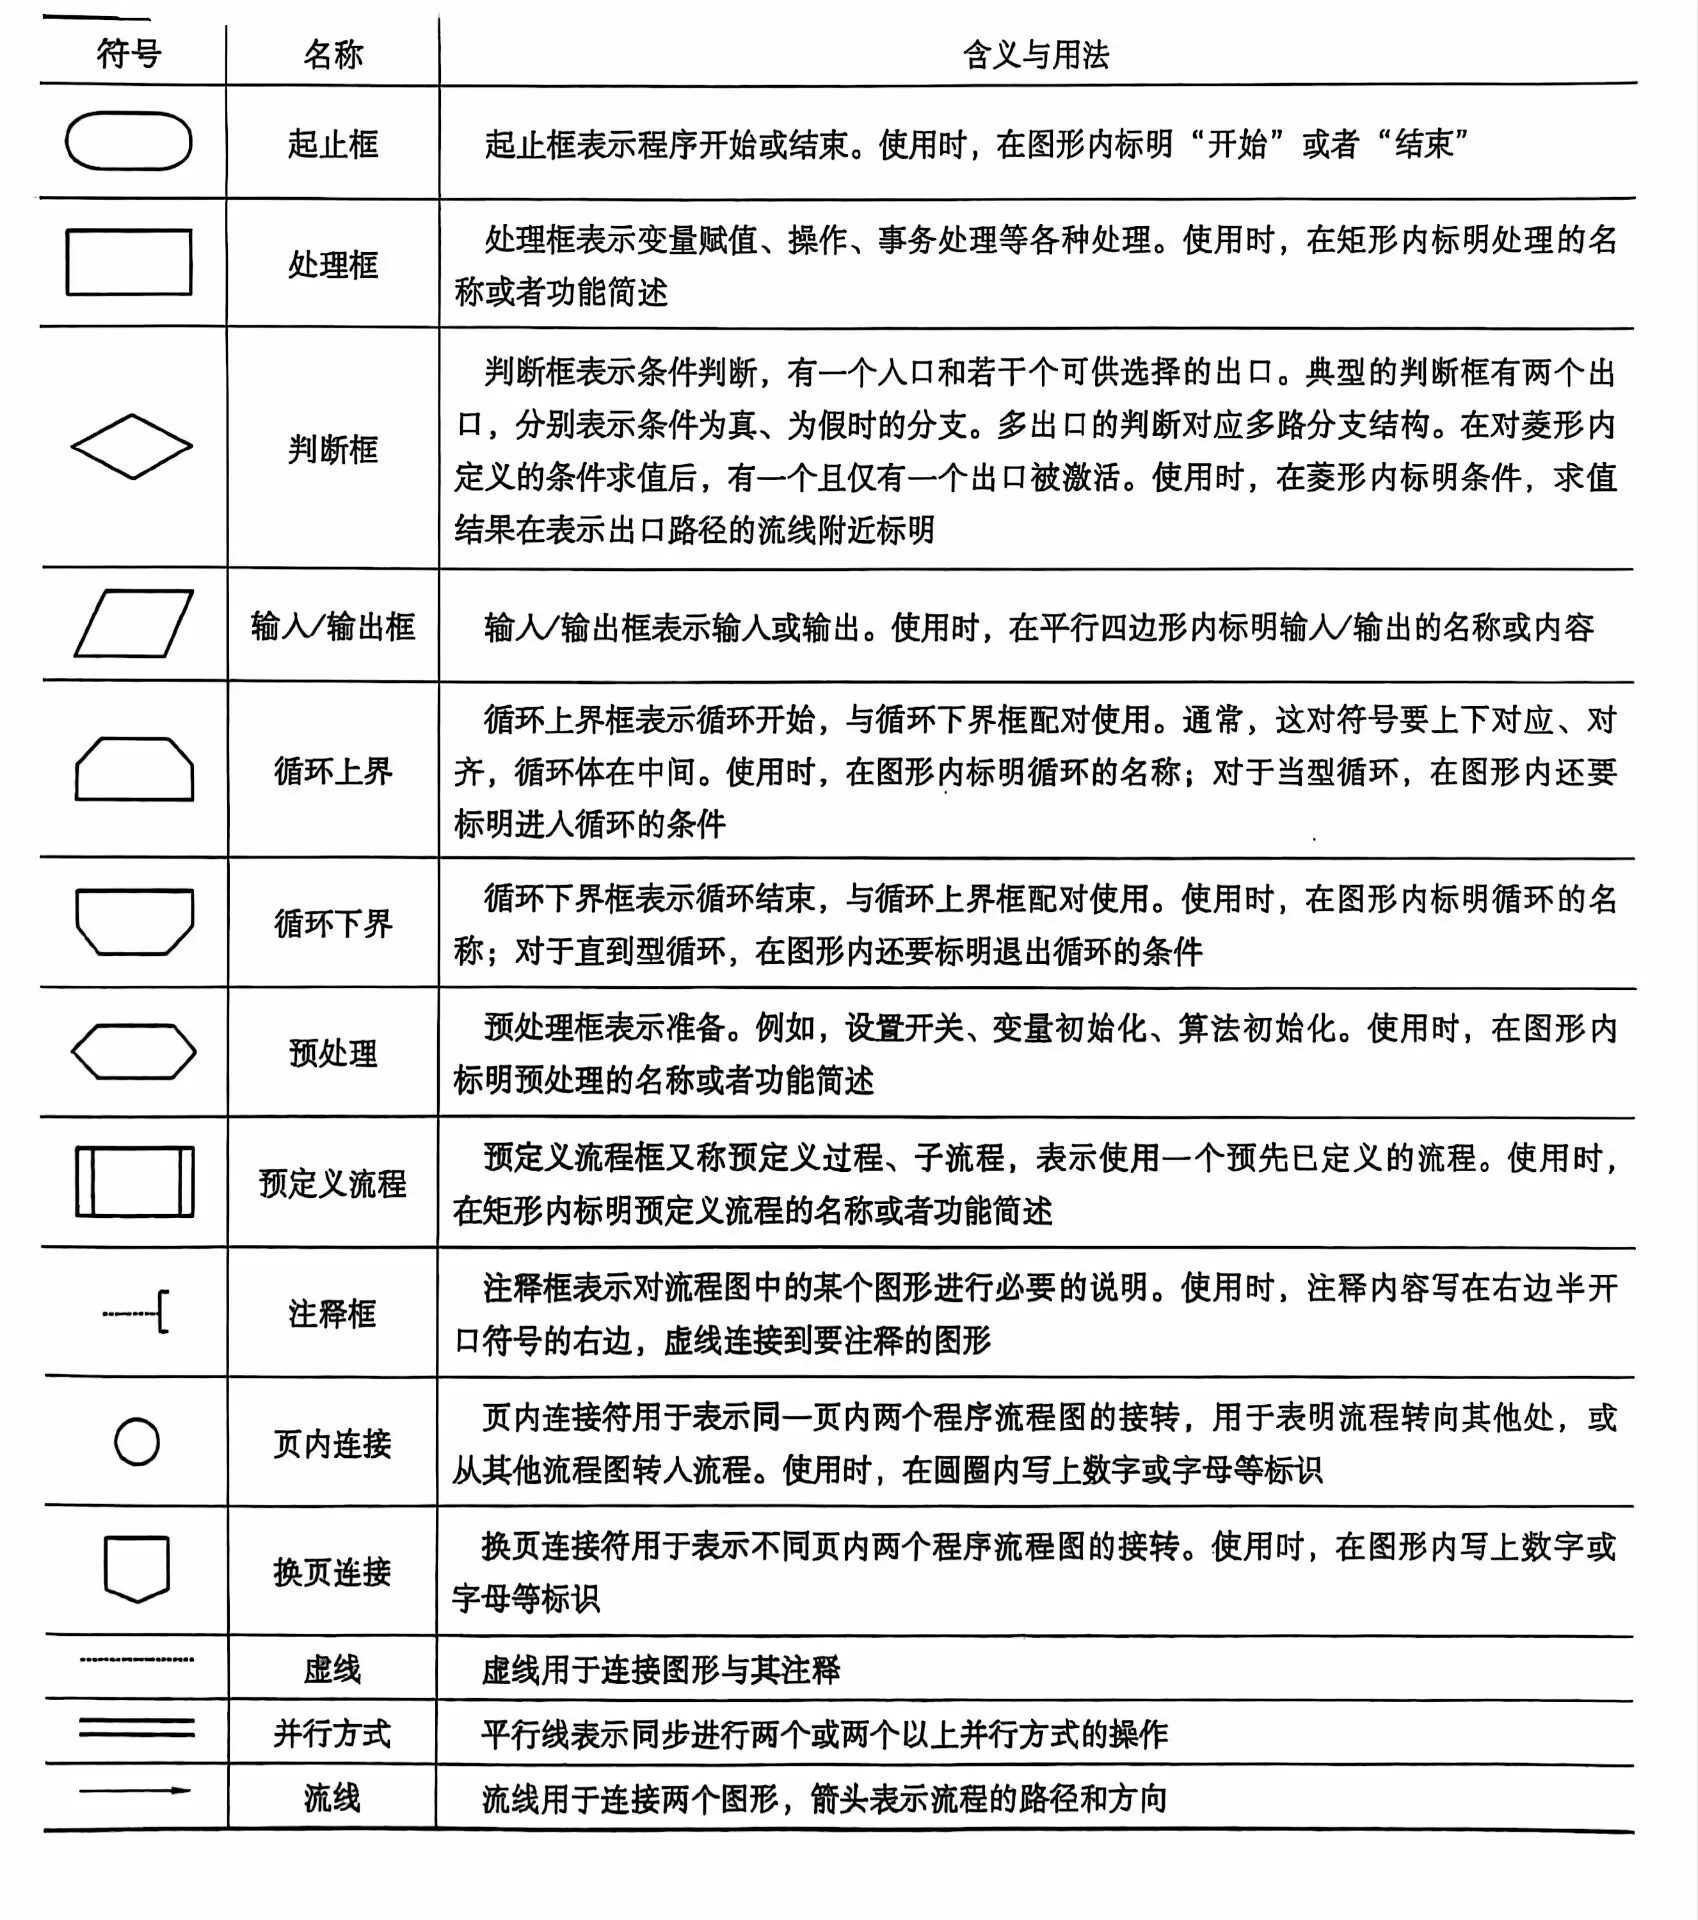 符号 名称 含义与用法
起止框 起止框表示程序开始或结束。使用时，在图形内标明“开始”或者“结束”
处理框表示变量赋值、操作、事务处理等各种处理。使用时，在矩形内标明处理的名
处理框
称或者功能简述
判断框表示条件判断，有一个入口和若干个可供选择的出口。典型的判断框有两个出
口，分别表示条件为真、为假时的分支。多出口的判断对应多路分支结构。在对菱形内
判断框
定义的条件求值后，有一个且仅有一个出口被激活。使用时，在菱形内标明条件，求值
结果在表示出口路径的流线附近标明
输入/输出框 输入/输出框表示输入或输出。使用时，在平行四边形内标明输入/输出的名称或内容
循环上界框表示循环开始，与循环下界框配对使用。通常，这对符号要上下对应、对
循环上界 齐，循环体在中间。使用时，在图形内标明循环的名称；对于当型循环，在图形内还要
标明进入循环的条件
循环下界框表示循环结束，与循环上界框配对使用。使用时，在图形内标明循环的名
循环下界
称；对于直到型循环，在图形内还要标明退出循环的条件
预处理框表示准备。例如，设置开关、变量初始化、算法初始化。使用时，在图形内
预处理
标明预处理的名称或者功能简述
预定义流程框又称预定义过程、子流程，表示使用一个预先已定义的流程。使用时，
预定义流程
在矩形内标明预定义流程的名称或者功能简述
注释框表示对流程图中的某个图形进行必要的说明。使用时，注释内容写在右边半开
注释框
口符号的右边，虚线连接到要注释的图形
页内连接符用于表示同一页内两个程序流程图的接转，用于表明流程转向其他处，或
页内连接
从其他流程图转入流程。使用时，在圆圈内写上数字或字母等标识
换页连接符用于表示不同页内两个程序流程图的接转。使用时，在图形内写上数字或
换页连接
字母等标识
虚线 虚线用于连接图形与其注释
并行方式 平行线表示同步进行两个或两个以上并行方式的操作
流线 流线用于连接两个图形，箭头表示流程的路径和方向